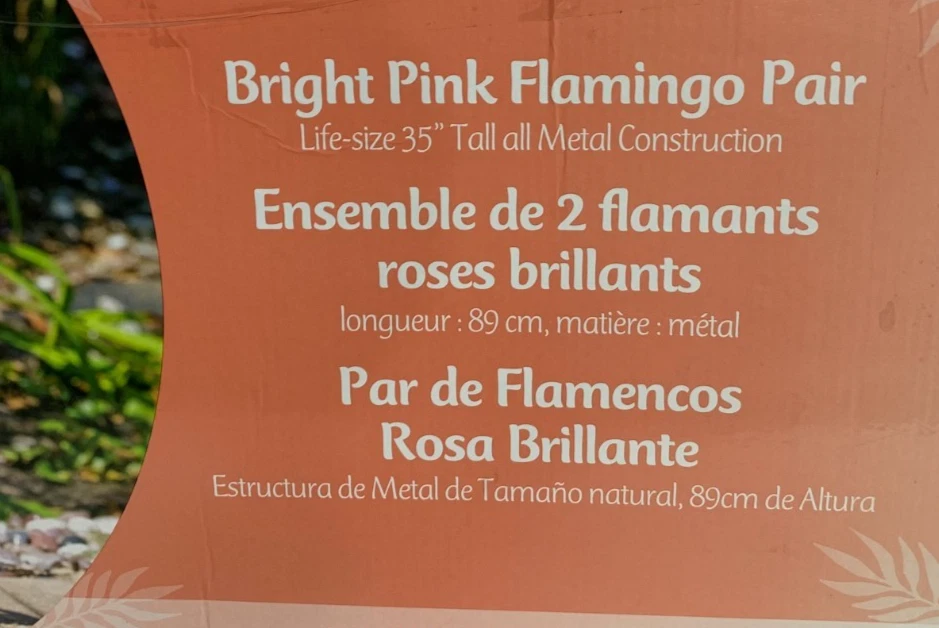 Bright Pink Flamingo Pair
Life-size 35” Tall all Metal Construction
Ensemble de 2 flamants
roses brillants
longueur : 89 cm, matière : métal
Par de Flamencos
Rosa Brillante
Estructura de Metal de Tamaño natural, 89cm de Altura